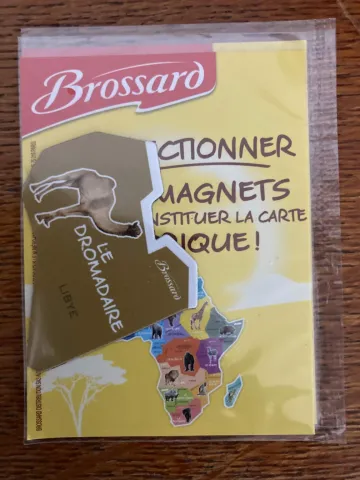 Brossard
CTIONNER
MAGNETS
NSTITUER LA CARTE
IQUE !
LE
DROMADAIRE
LIBYE
Brossard